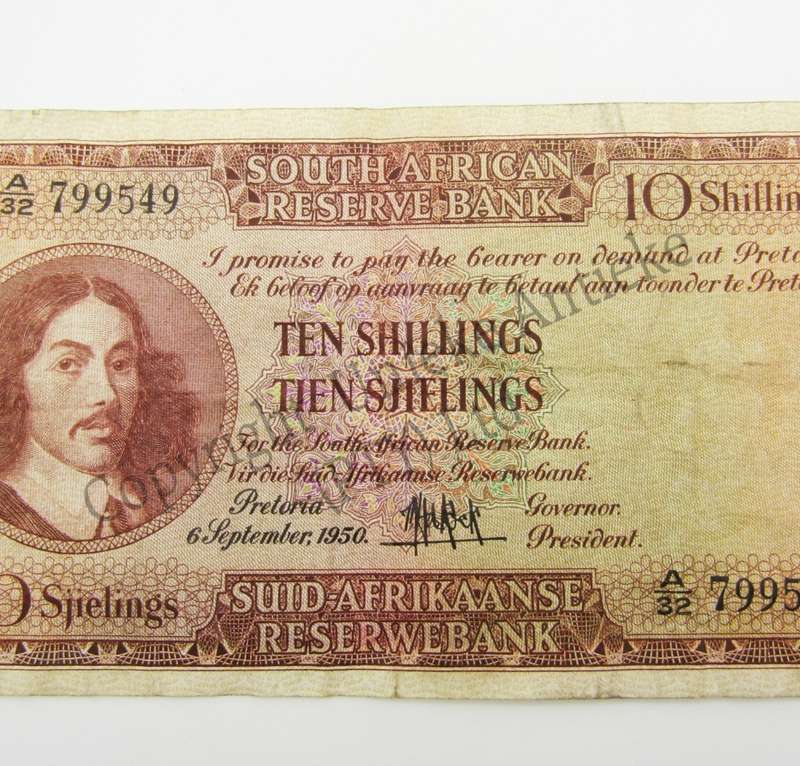 SOUTH AFRICAN
RESERVE BANK
A/32 799549
10 Shillin
I promise to pay the bearer on demand at Preto
Ek beloof op aanvraag te betaal aan toonder te Pret
TEN SHILLINGS
TIEN SJIELINGS
For the South African Reserve Bank.
Vir die Suid-Afrikaanse Reserwebank.
Pretoria
6 September, 1950.
Governor.
President.
0 Sjielings
SUID-AFRIKAANSE
RESERWEBANK
A/32 7995
Copyright
Antieke